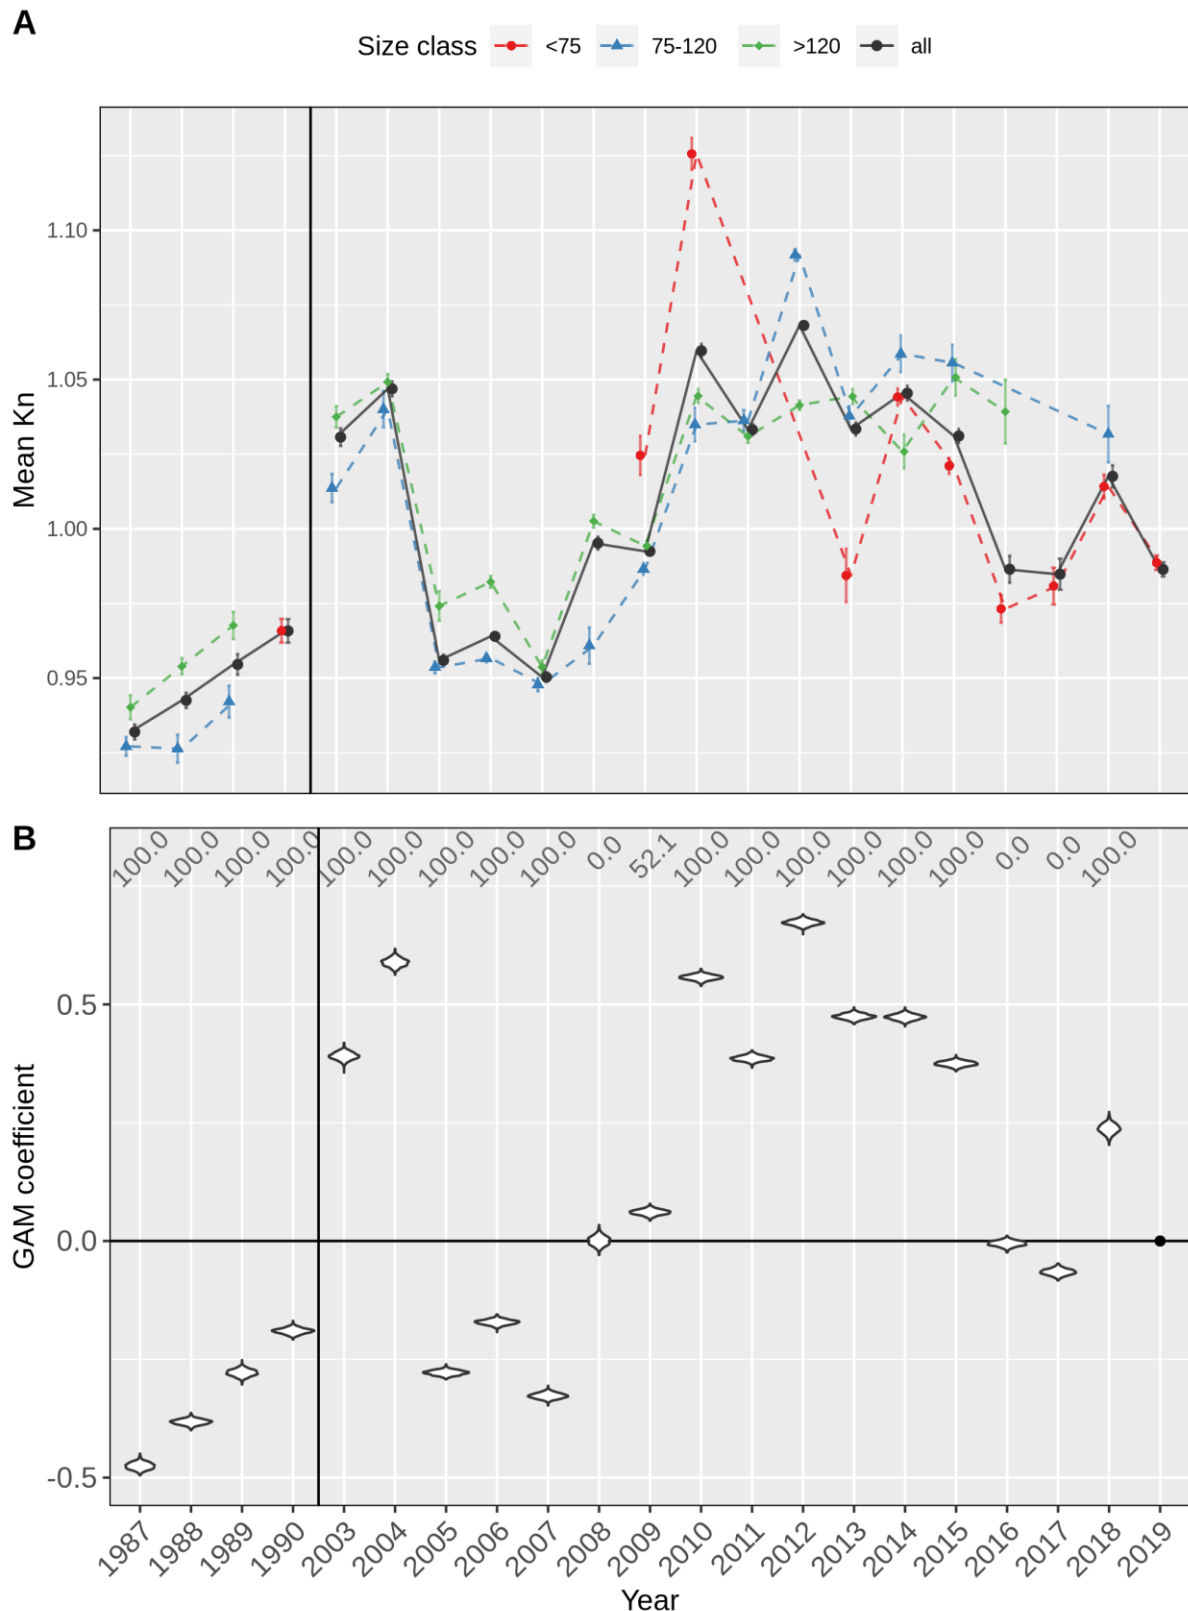 A
Size class <75 75-120 >120 all
Mean Kn
1.10
1.05
1.00
0.95
B
100.0 100.0 100.0 100.0 100.0 100.0 100.0 100.0 100.0 0.0 52.1 100.0 100.0 100.0 100.0 100.0 100.0 0.0 0.0 100.0
GAM coefficient
0.5
0.0
-0.5
1987 1988 1989 1990 2003 2004 2005 2006 2007 2008 2009 2010 2011 2012 2013 2014 2015 2016 2017 2018 2019
Year